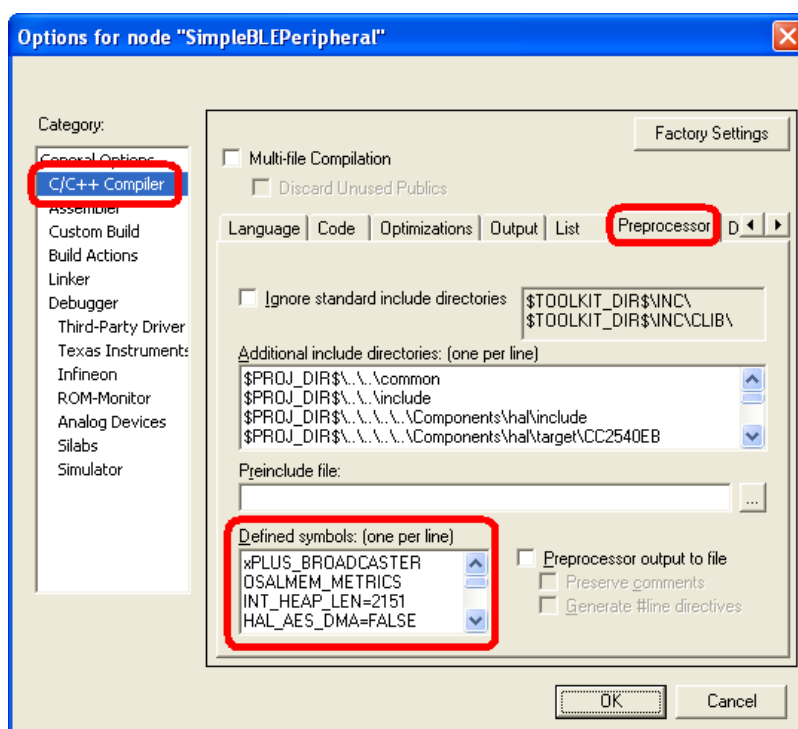 Options for node "SimpleBLEPeripheral"
Category:
General Options
C/C++ Compiler
Assembler
Custom Build
Build Actions
Linker
Debugger
Third-Party Driver
Texas Instruments
Infineon
ROM-Monitor
Analog Devices
Silabs
Simulator
Factory Settings
Multi-file Compilation
Discard Unused Publics
Language Code Optimizations Output List Preprocessor D
Ignore standard include directories
$TOOLKIT_DIR$\INC\
$TOOLKIT_DIR$\INC\CLIB\
Additional include directories: (one per line)
$PROJ_DIR$\..\..\common
$PROJ_DIR$\..\..\include
$PROJ_DIR$\..\..\..\..\Components\hal\include
$PROJ_DIR$\..\..\..\..\Components\hal\target\CC2540EB
Preinclude file:
...
Defined symbols: (one per line)
xPLUS_BROADCASTER
OSALMEM_METRICS
INT_HEAP_LEN=2151
HAL_AES_DMA=FALSE
Preprocessor output to file
Preserve comments
Generate #line directives
OK Cancel